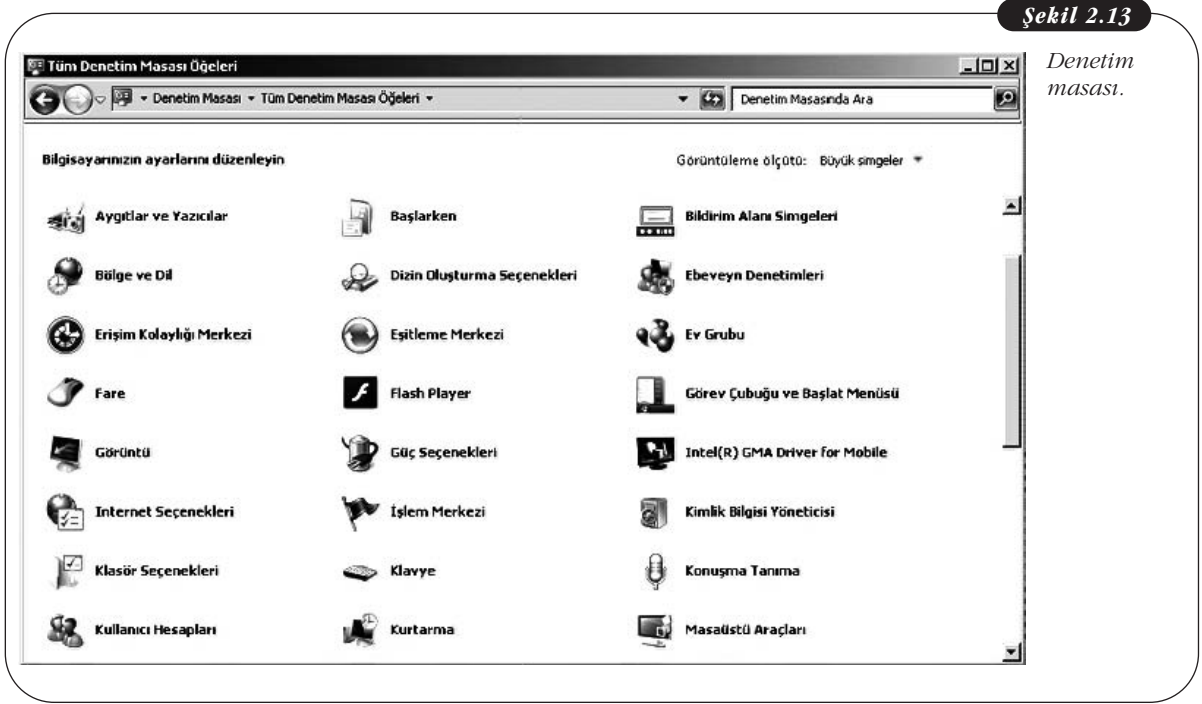 Şekil 2.13
Denetim
masası.
Tüm Denetim Masası Öğeleri
Denetim Masası Tüm Denetim Masası Öğeleri
Denetim Masasında Ara
Bilgisayarınızın ayarlarını düzenleyin
Görüntüleme ölçütü: Büyük simgeler
Aygıtlar ve Yazıcılar
Başlarken
Bildirim Alanı Simgeleri
Bölge ve Dil
Dizin Oluşturma Seçenekleri
Ebeveyn Denetimleri
Erişim Kolaylığı Merkezi
Eşitleme Merkezi
Ev Grubu
Fare
Flash Player
Görev Çubuğu ve Başlat Menüsü
Görüntü
Güç Seçenekleri
Intel(R) GMA Driver for Mobile
Internet Seçenekleri
İşlem Merkezi
Kimlik Bilgisi Yöneticisi
Klasör Seçenekleri
Klavye
Konuşma Tanıma
Kullanıcı Hesapları
Kurtarma
Masaüstü Araçları